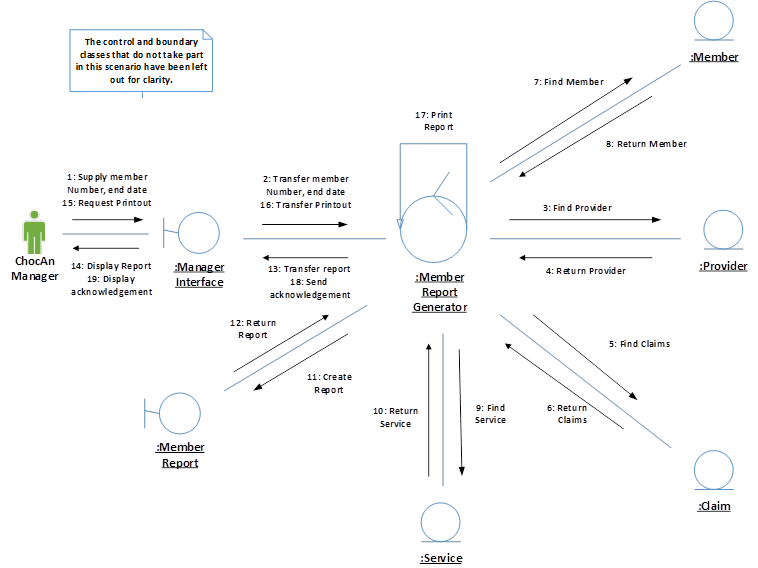 The control and boundary
classes that do not take part
in this scenario have been left
out for clarity.
:Member
7: Find Member
8: Return Member
17: Print
Report
1: Supply member
Number, end date
15: Request Printout
2: Transfer member
Number, end date
16: Transfer Printout
3: Find Provider
4: Return Provider
:Provider
ChocAn
Manager
14: Display Report
19: Display
acknowledgement
:Manager
Interface
13: Transfer report
18: Send
acknowledgement
:Member
Report
Generator
12: Return
Report
11: Create
Report
5: Find Claims
6: Return
Claims
10: Return
Service
9: Find
Service
:Member
Report
:Claim
:Service